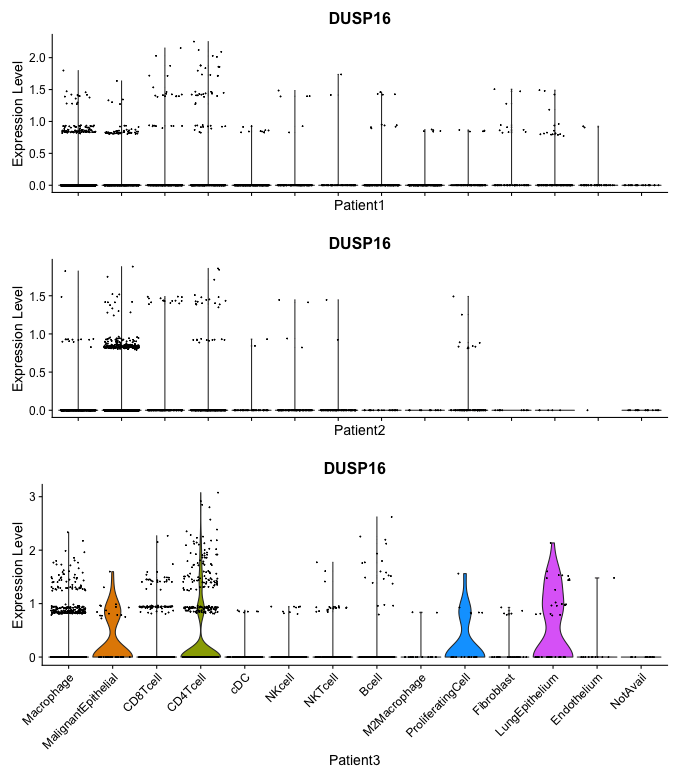 DUSP16
Expression Level
2.0
1.5
1.0
0.5
0.0
Patient1
DUSP16
Expression Level
1.5
1.0
0.5
0.0
Patient2
DUSP16
Expression Level
3
2
1
0
Macrophage
MalignantEpithelial
CD8Tcell
CD4Tcell
cDC
NKcell
NKTcell
Bcell
M2Macrophage
ProliferatingCell
Fibroblast
LungEpithelium
Endothelium
NotAvail
Patient3